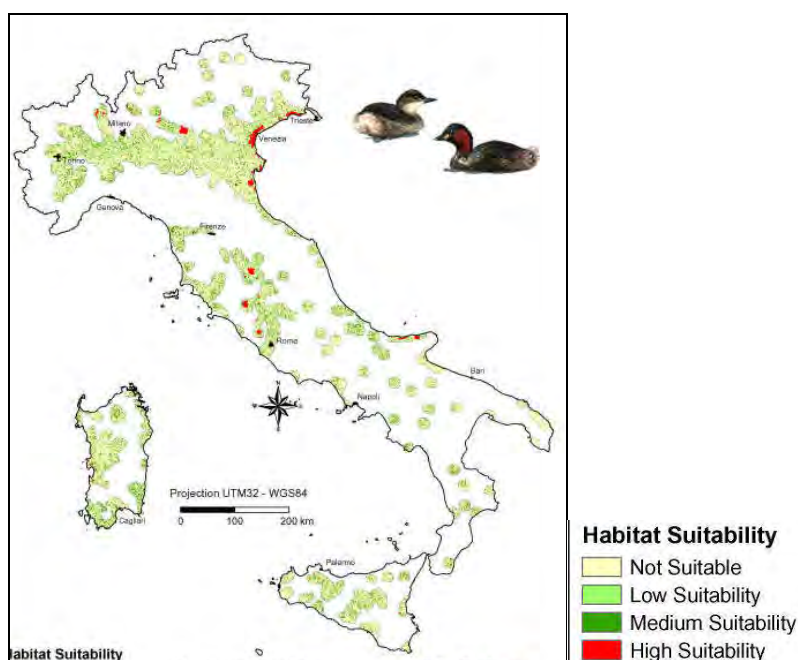 Milano
Trieste
Venezia
Torino
Genova
Firenze
Roma
Bari
Napoli
N
Projection UTM32 - WGS84
0 100 200 km
Cagliari
Palermo
Habitat Suitability
Not Suitable
Low Suitability
Medium Suitability
High Suitability
abitat Suitability